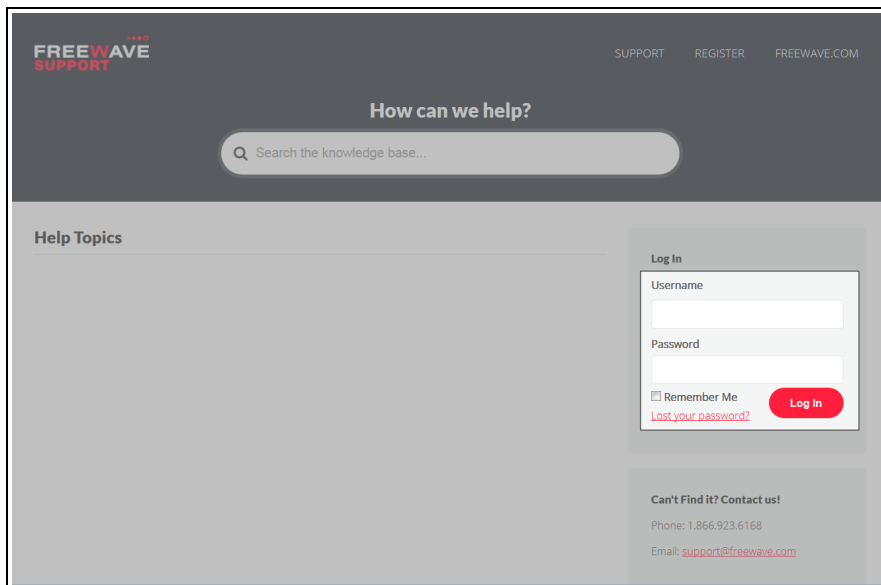 FREEWAVE
SUPPORT
SUPPORT REGISTER FREEWAVE.COM
How can we help?
Search the knowledge base...
Help Topics
Log In
Username
Password
Remember Me
Log In
Lost your password?
Can't Find it? Contact us!
Phone: 1.866.923.6168
Email: support@freewave.com